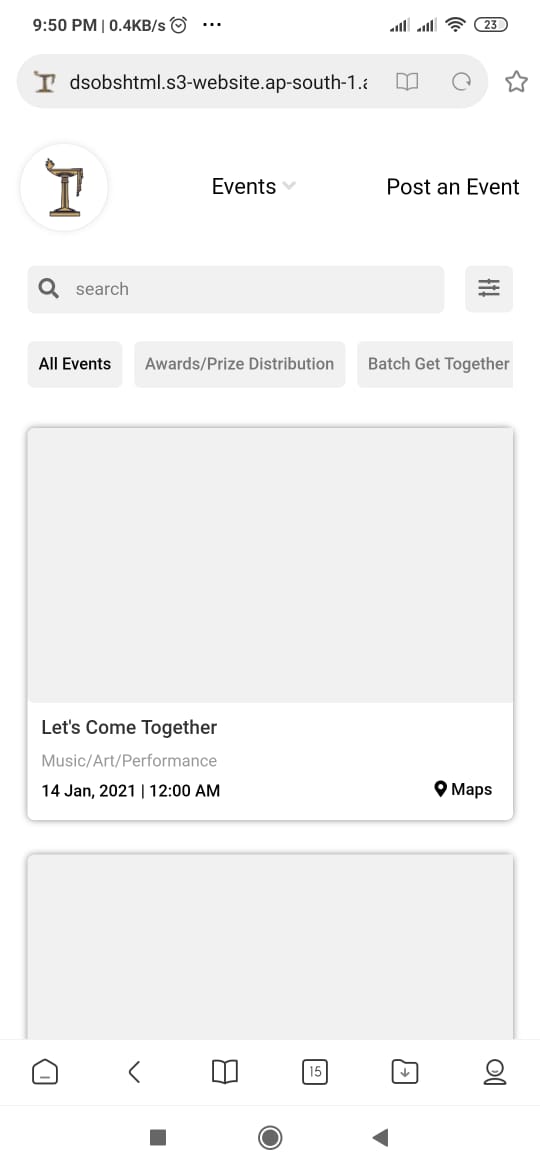 9:50 PM | 0.4KB/s ... 23
dsobshtml.s3-website.ap-south-1.a
Events Post an Event
search
All Events Awards/Prize Distribution Batch Get Together
Let's Come Together
Music/Art/Performance
14 Jan, 2021 | 12:00 AM Maps
15